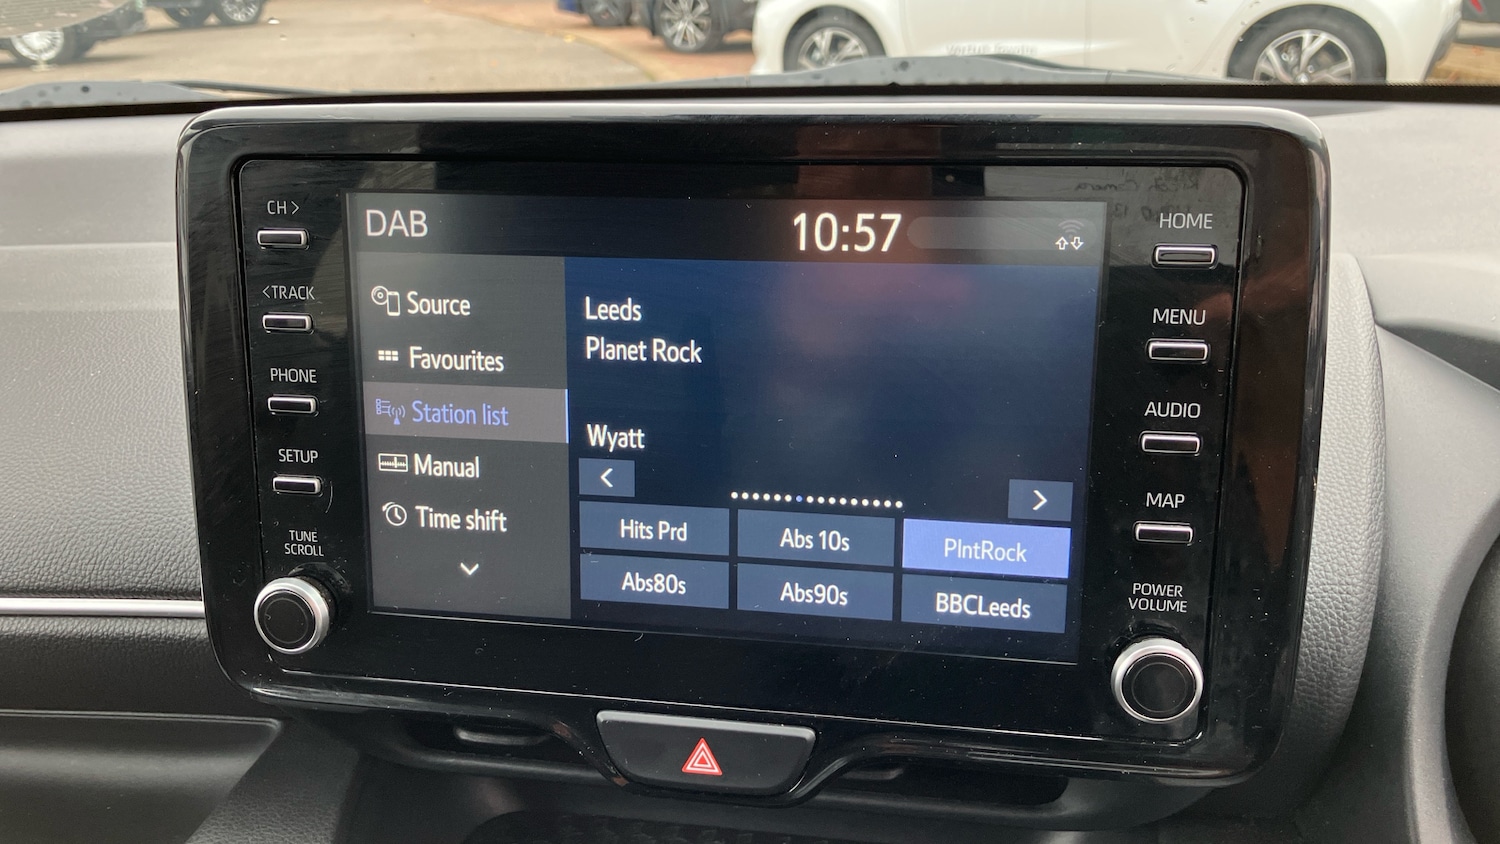 CH >
< TRACK
PHONE
SETUP
TUNE
SCROLL
DAB
10:57
Source
Favourites
Station list
Manual
Time shift
Leeds
Planet Rock
Wyatt
<
>
Hits Prd
Abs 10s
PlntRock
Abs80s
Abs90s
BBCLeeds
HOME
MENU
AUDIO
MAP
POWER
VOLUME